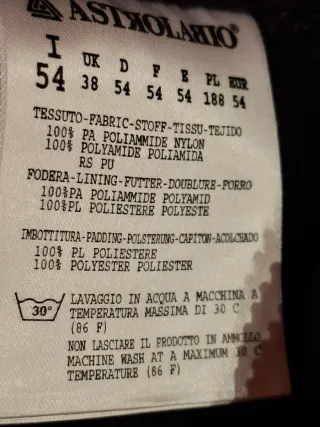 ASTROLABIO
I UK D F E PL EUR
54 38 54 54 54 188 54
TESSUTO-FABRIC-STOFF-TISSU-TEJIDO
100% PA POLIAMMIDE NYLON
100% POLYAMIDE POLIAMIDA
RS PU
FODERA-LINING-FUTTER-DOUBLURE-FORRO
100%PA POLIAMMIDE POLYAMID
100%PL POLIESTERE POLYESTE
IMBOTTITURA-PADDING-POLSTERUNG-CAPITON-ACOLCHADO
100% PL POLIESTERE
100% POLYESTER POLIESTER
30°
LAVAGGIO IN ACQUA A MACCHINA A
TEMPERATURA MASSIMA DI 30 C
(86 F)
NON LASCIARE IL PRODOTTO IN AMMOLLO
MACHINE WASH AT A MAXIMUM 30 C
TEMPERATURE (86 F)